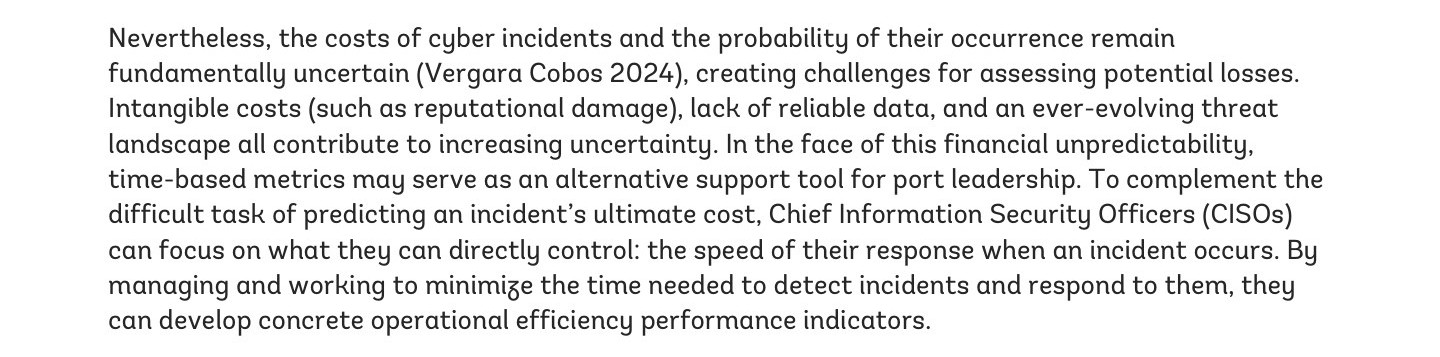 Nevertheless, the costs of cyber incidents and the probability of their occurrence remain
fundamentally uncertain (Vergara Cobos 2024), creating challenges for assessing potential losses.
Intangible costs (such as reputational damage), lack of reliable data, and an ever-evolving threat
landscape all contribute to increasing uncertainty. In the face of this financial unpredictability,
time-based metrics may serve as an alternative support tool for port leadership. To complement the
difficult task of predicting an incident’s ultimate cost, Chief Information Security Officers (CISOs)
can focus on what they can directly control: the speed of their response when an incident occurs. By
managing and working to minimize the time needed to detect incidents and respond to them, they
can develop concrete operational efficiency performance indicators.